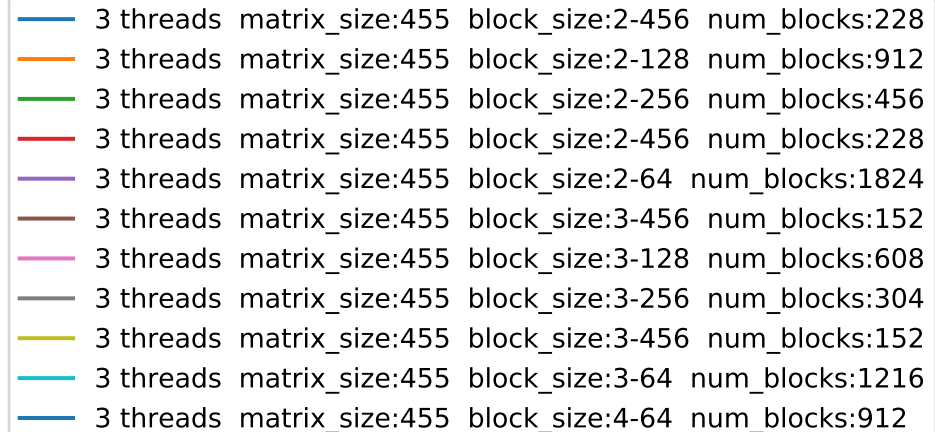 3 threads  matrix_size:455  block_size:2-456  num_blocks:228
3 threads  matrix_size:455  block_size:2-128  num_blocks:912
3 threads  matrix_size:455  block_size:2-256  num_blocks:456
3 threads  matrix_size:455  block_size:2-456  num_blocks:228
3 threads  matrix_size:455  block_size:2-64  num_blocks:1824
3 threads  matrix_size:455  block_size:3-456  num_blocks:152
3 threads  matrix_size:455  block_size:3-128  num_blocks:608
3 threads  matrix_size:455  block_size:3-256  num_blocks:304
3 threads  matrix_size:455  block_size:3-456  num_blocks:152
3 threads  matrix_size:455  block_size:3-64  num_blocks:1216
3 threads  matrix_size:455  block_size:4-64  num_blocks:912